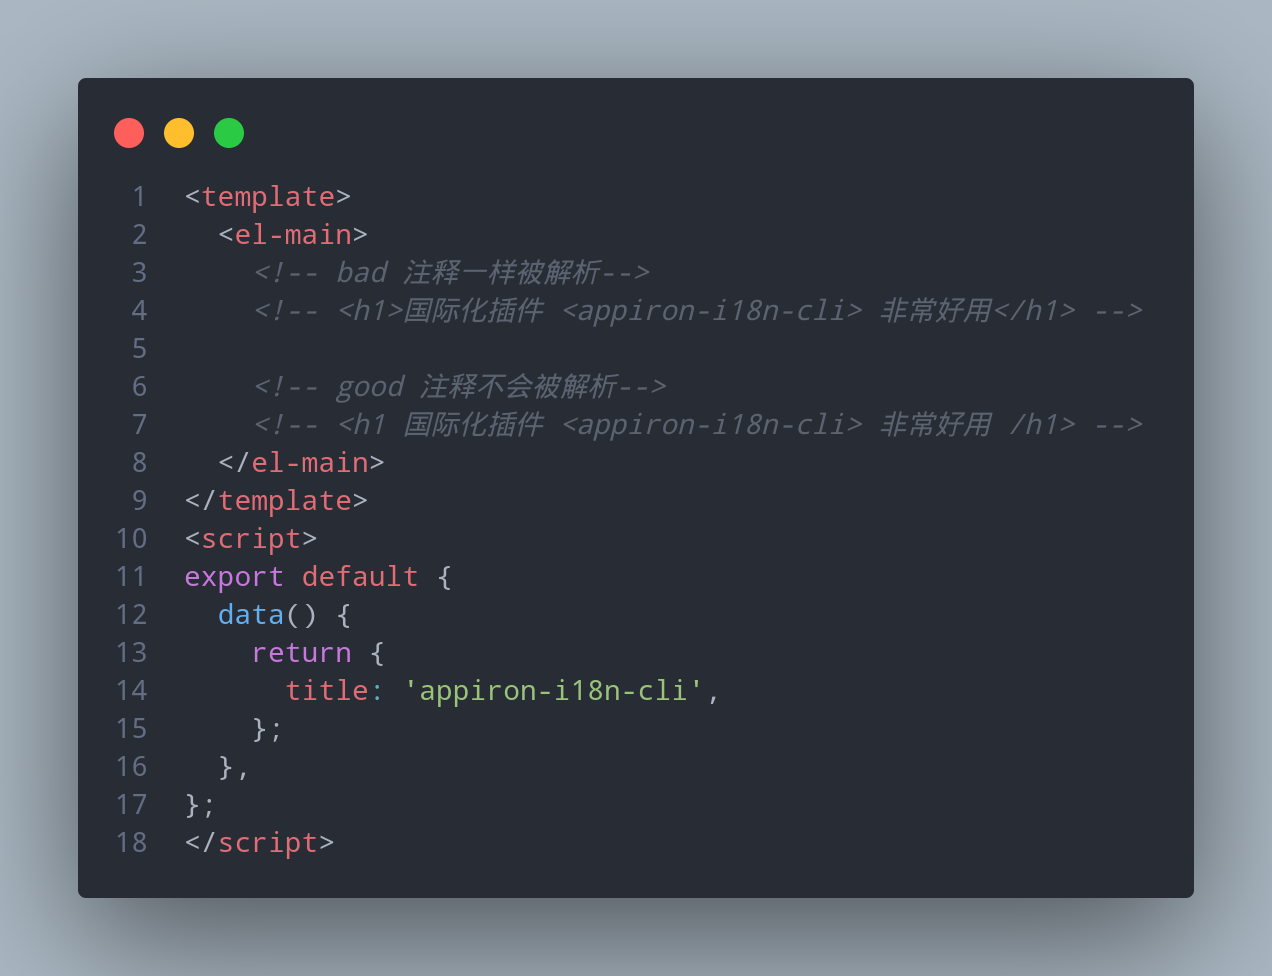 1 <template>
2   <el-main>
3     <!-- bad 注释一样被解析-->
4     <!-- <h1>国际化插件 <appiron-i18n-cli> 非常好用</h1> -->
5
6     <!-- good 注释不会被解析-->
7     <!-- <h1 国际化插件 <appiron-i18n-cli> 非常好用 /h1> -->
8   </el-main>
9 </template>
10 <script>
11 export default {
12   data() {
13     return {
14       title: 'appiron-i18n-cli',
15     };
16   },
17 };
18 </script>